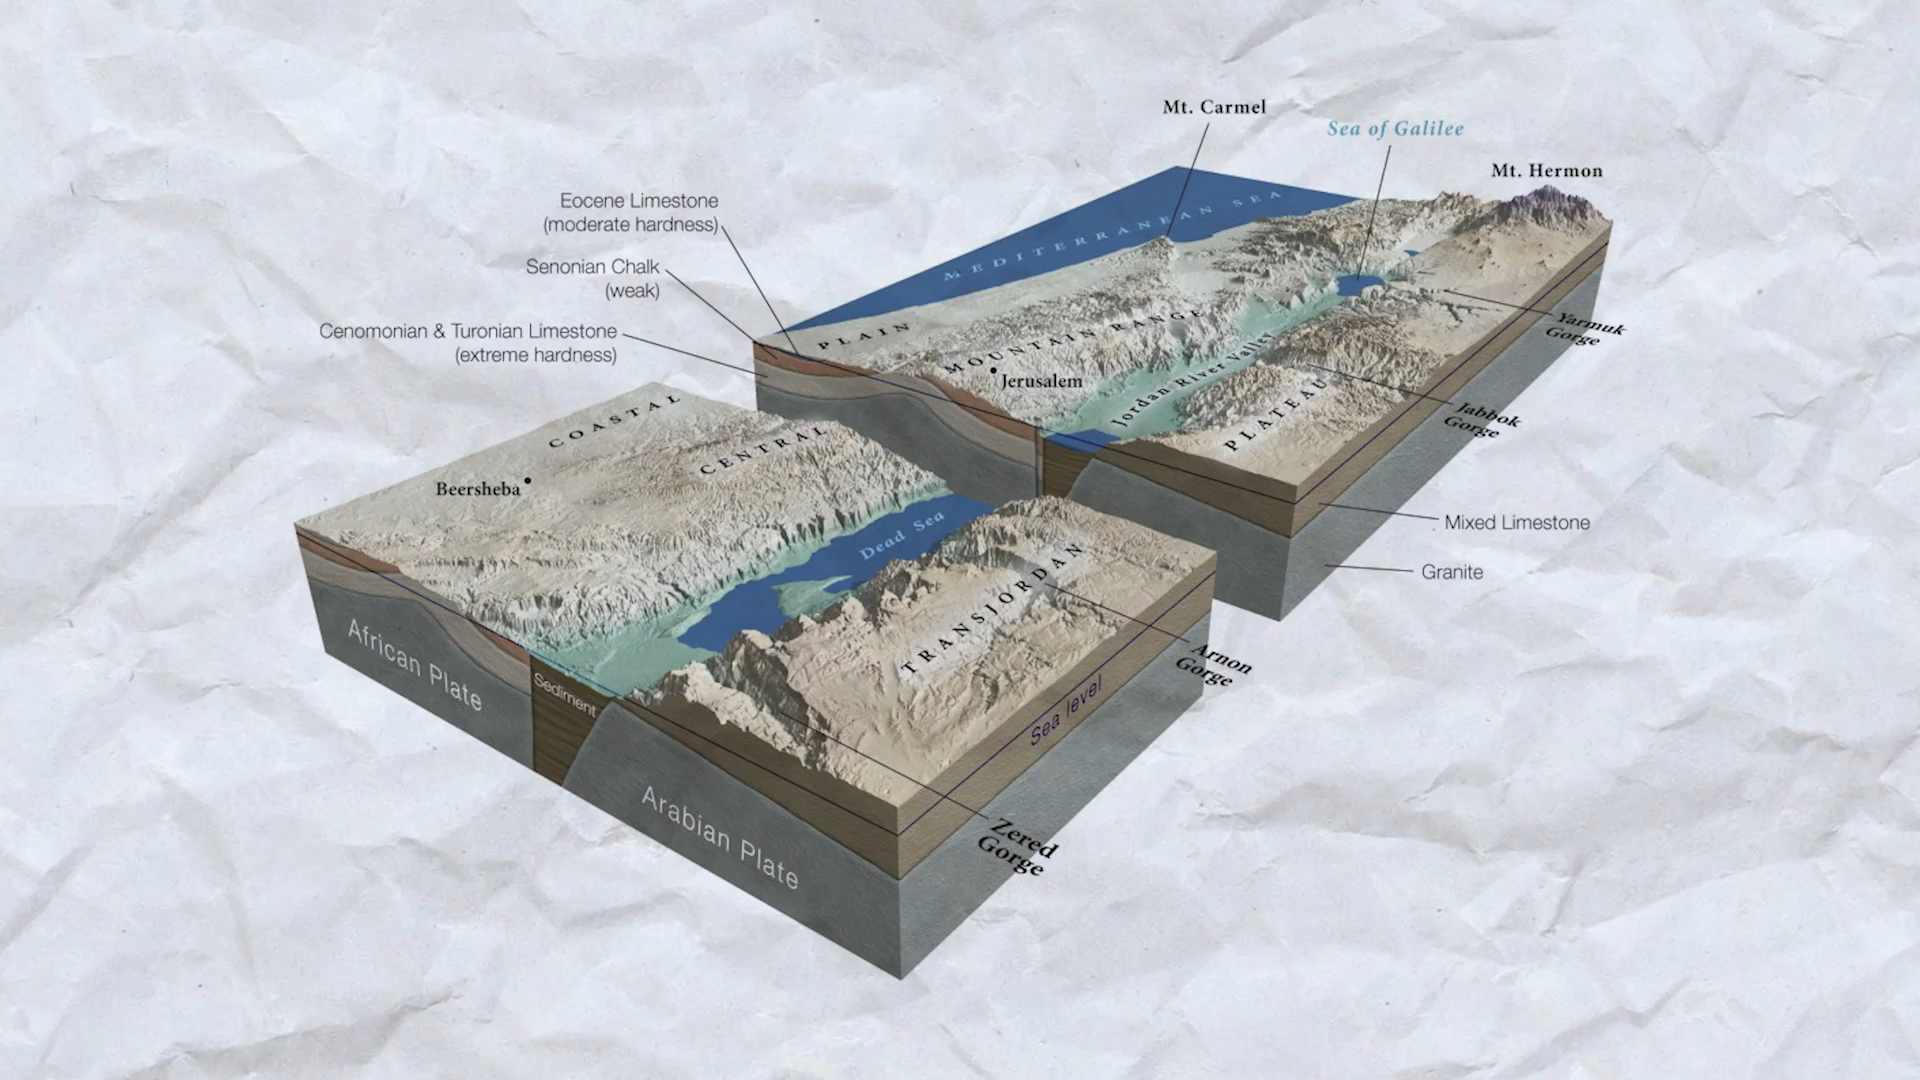 Mt. Carmel
Sea of Galilee
Mt. Hermon
Eocene Limestone
(moderate hardness)
Senonian Chalk
(weak)
Cenomonian & Turonian Limestone
(extreme hardness)
MEDITERRANEAN SEA
PLAIN
MOUNTAIN RANGE
Jerusalem
Jordan River Valley
PLATEAU
Yarmuk
Gorge
Jabbok
Gorge
COASTAL
CENTRAL
Beersheba
Dead Sea
TRANSJORDAN
Mixed Limestone
Granite
African Plate
Sediment
Arnon
Gorge
Sea level
Arabian Plate
Zered
Gorge